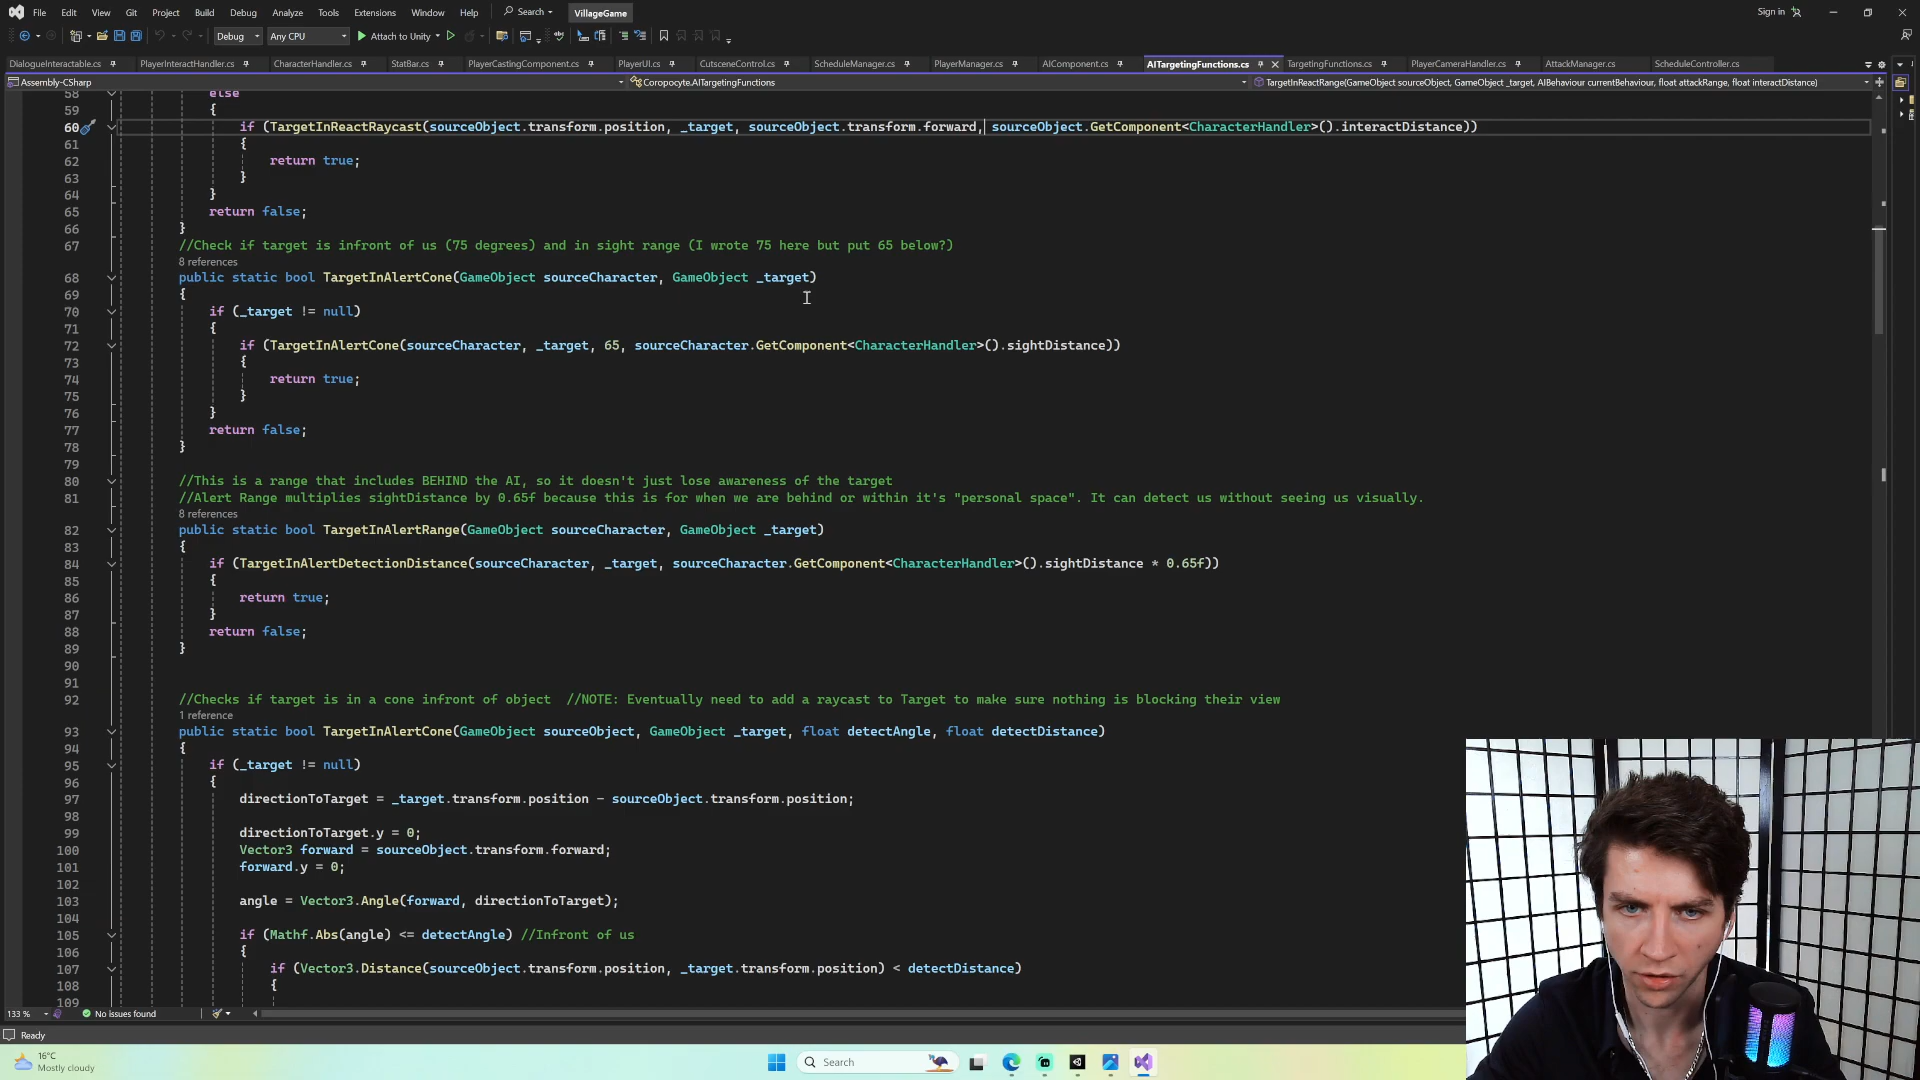 File Edit View Git Project Build Debug Analyze Tools Extensions Window Help Search VillageGame Sign in
Debug Any CPU Attach to Unity
DialogueInteractable.cs PlayerInteractHandler.cs CharacterHandler.cs StatBar.cs PlayerCastingComponent.cs PlayerUI.cs CutsceneControl.cs ScheduleManager.cs PlayerManager.cs AIComponent.cs AITargetingFunctions.cs TargetingFunctions.cs PlayerCameraHandler.cs AttackManager.cs ScheduleController.cs
Assembly-CSharp Coropocyte.AITargetingFunctions TargetInReactRange(GameObject sourceObject, GameObject _target, AIBehaviour currentBehaviour, float attackRange, float interactDistance)
58 else
59 {
60 if (TargetInReactRaycast(sourceObject.transform.position, _target, sourceObject.transform.forward, sourceObject.GetComponent<CharacterHandler>().interactDistance))
61 {
62 return true;
63 }
64 }
65 return false;
66 }
67 //Check if target is infront of us (75 degrees) and in sight range (I wrote 75 here but put 65 below?)
8 references
68 public static bool TargetInAlertCone(GameObject sourceCharacter, GameObject _target)
69 {
70 if (_target != null)
71 {
72 if (TargetInAlertCone(sourceCharacter, _target, 65, sourceCharacter.GetComponent<CharacterHandler>().sightDistance))
73 {
74 return true;
75 }
76 }
77 return false;
78 }
79
80 //This is a range that includes BEHIND the AI, so it doesn't just lose awareness of the target
81 //Alert Range multiplies sightDistance by 0.65f because this is for when we are behind or within it's "personal space". It can detect us without seeing us visually.
8 references
82 public static bool TargetInAlertRange(GameObject sourceCharacter, GameObject _target)
83 {
84 if (TargetInAlertDetectionDistance(sourceCharacter, _target, sourceCharacter.GetComponent<CharacterHandler>().sightDistance * 0.65f))
85 {
86 return true;
87 }
88 return false;
89 }
90
91
92 //Checks if target is in a cone infront of object //NOTE: Eventually need to add a raycast to Target to make sure nothing is blocking their view
1 reference
93 public static bool TargetInAlertCone(GameObject sourceObject, GameObject _target, float detectAngle, float detectDistance)
94 {
95 if (_target != null)
96 {
97 directionToTarget = _target.transform.position - sourceObject.transform.position;
98
99 directionToTarget.y = 0;
100 Vector3 forward = sourceObject.transform.forward;
101 forward.y = 0;
102
103 angle = Vector3.Angle(forward, directionToTarget);
104
105 if (Mathf.Abs(angle) <= detectAngle) //Infront of us
106 {
107 if (Vector3.Distance(sourceObject.transform.position, _target.transform.position) < detectDistance)
108 {
109
133 % No issues found
Ready
16°C
Mostly cloudy
Search